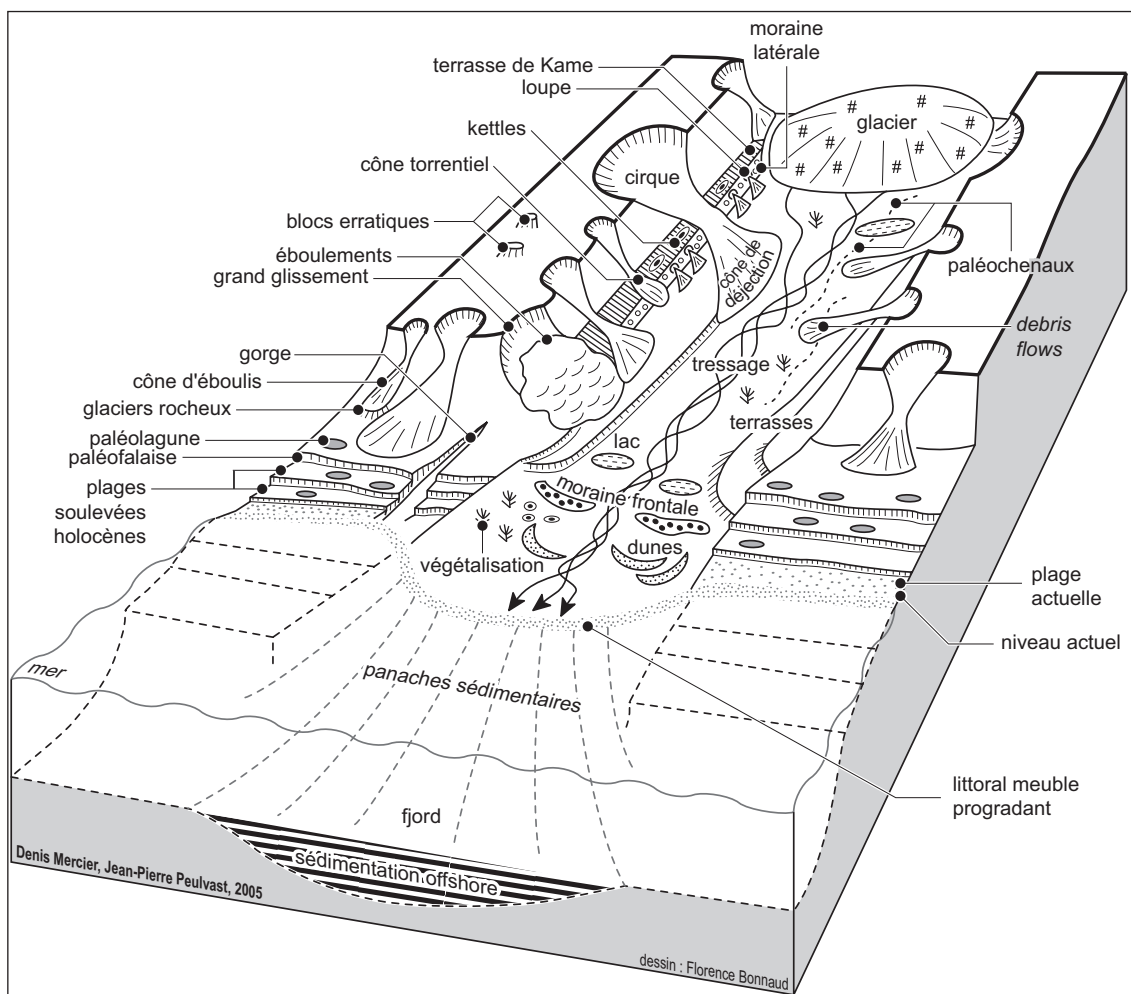 moraine
latérale
terrasse de Kame
loupe
glacier
kettles
cône torrentiel
cirque
blocs erratiques
éboulements
grand glissement
cône de
déjection
paléochenaux
debris
flows
gorge
tressage
cône d'éboulis
glaciers rocheux
terrasses
paléolagune
lac
paléofalaise
plages
soulevées
holocènes
moraine frontale
dunes
végétalisation
plage
actuelle
niveau actuel
mer
panaches sédimentaires
littoral meuble
progradant
fjord
sédimentation offshore
Denis Mercier, Jean-Pierre Peulvast, 2005
dessin : Florence Bonnaud